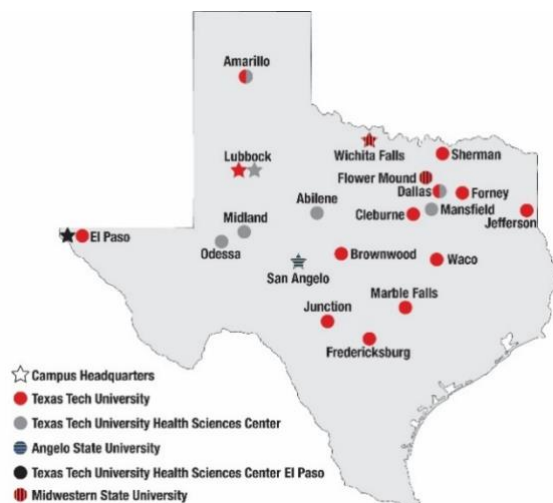 Amarillo
Lubbock
Wichita Falls
Sherman
Flower Mound
Dallas
Forney
Abilene
Cleburne
Mansfield
Jefferson
Midland
El Paso
Odessa
Brownwood
Waco
San Angelo
Marble Falls
Junction
Fredericksburg
Campus Headquarters
Texas Tech University
Texas Tech University Health Sciences Center
Angelo State University
Texas Tech University Health Sciences Center El Paso
Midwestern State University